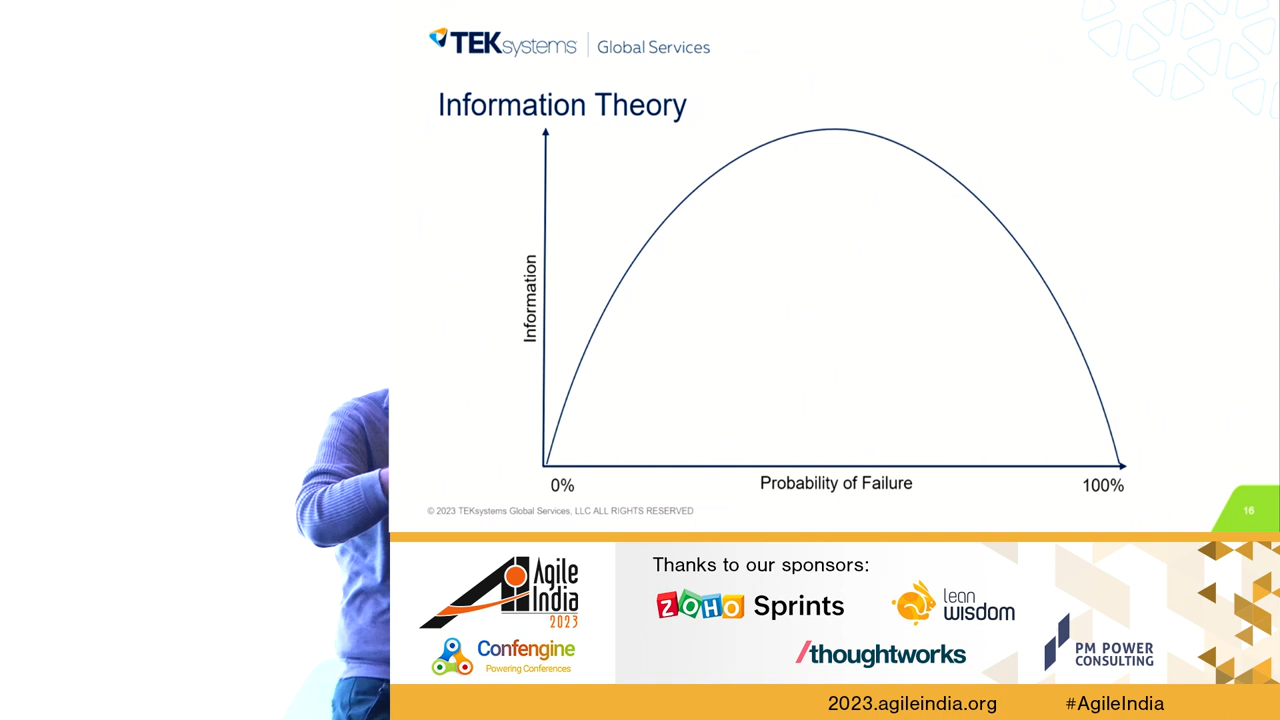 TEKsystems | Global Services
Information Theory
Information
0%
Probability of Failure
100%
© 2023 TEKsystems Global Services, LLC ALL RIGHTS RESERVED
16
Agile
India
2023
Confengine
Powering Conferences
Thanks to our sponsors:
ZOHO Sprints
lean
wisdom
/thoughtworks
PM POWER
CONSULTING
2023.agileindia.org
#AgileIndia